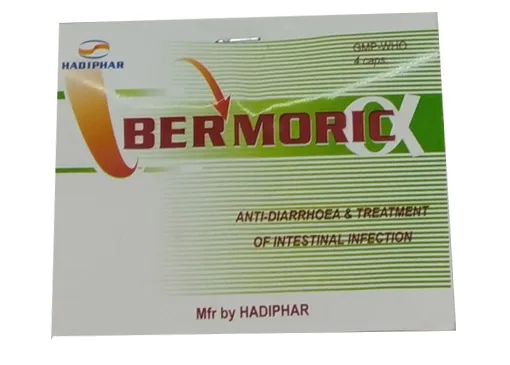 HADIPHAR
GMP-WHO
4 caps.
BERMORIC α
ANTI-DIARRHOEA & TREATMENT
OF INTESTINAL INFECTION
Mfr by HADIPHAR